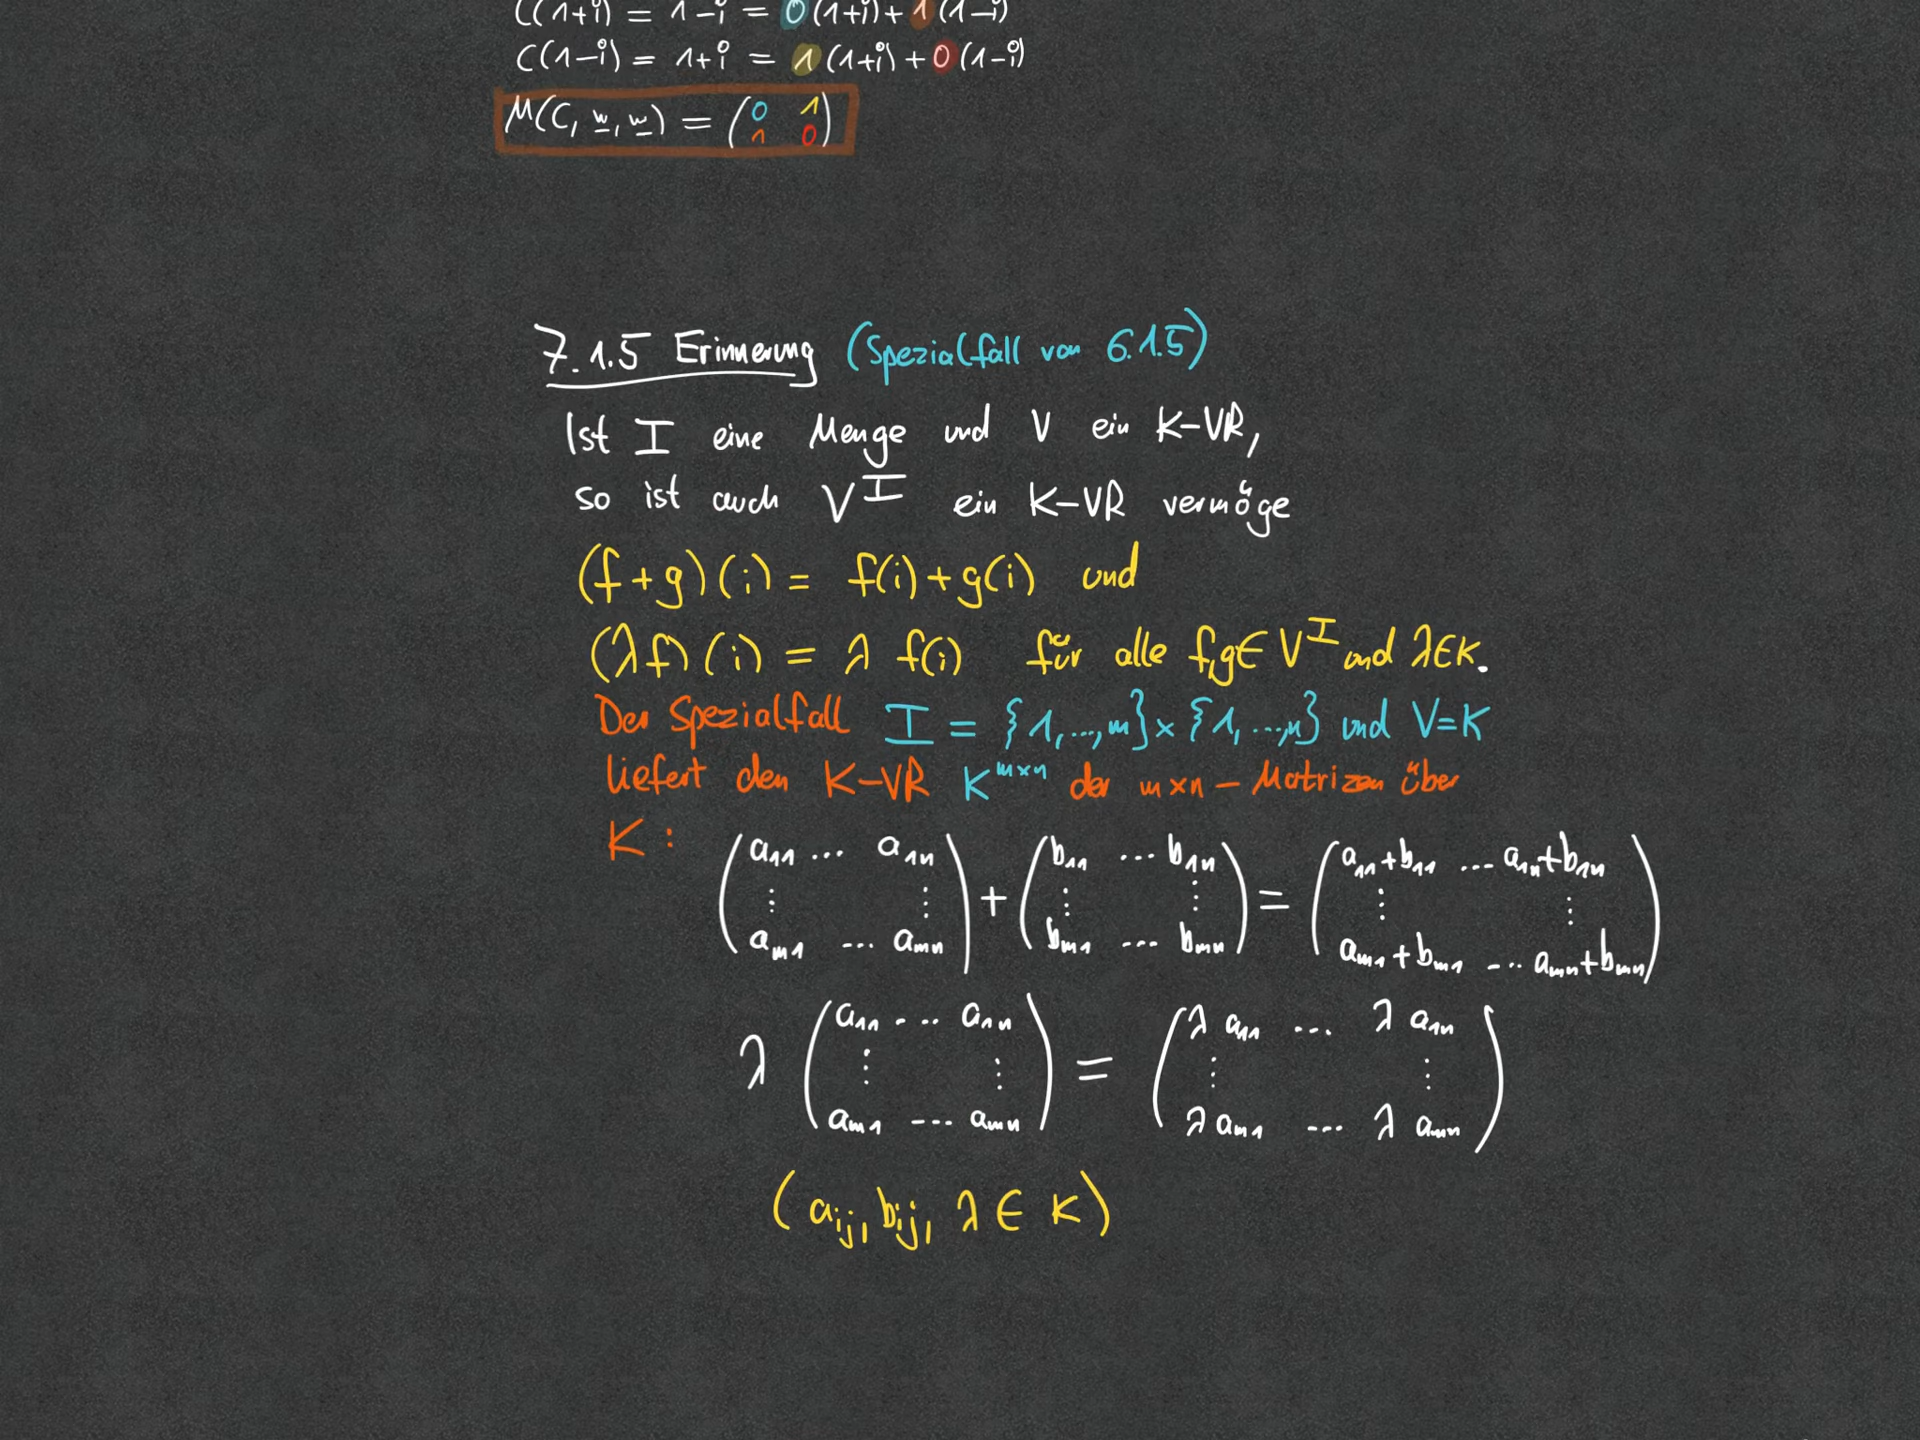 C(1+i) = 1-i = 0(1+i)+1(1-i)
C(1-i) = 1+i = 1(1+i)+0(1-i)
M(C, w, w) = (0 1
1 0)
7.1.5 Erinnerung (Spezialfall von 6.1.5)
Ist I eine Menge und V ein K-VR,
so ist auch V^I ein K-VR vermöge
(f+g)(i) = f(i)+g(i) und
(λf)(i) = λ f(i) für alle f,g∈ V^I und λ∈K.
Der Spezialfall I = {1,...,m}×{1,...,n} und V=K
liefert den K-VR K^{m×n} der m×n-Matrizen über
K: (a₁₁ ... a₁ₙ) + (b₁₁ ... b₁ₙ) = (a₁₁+b₁₁ ... a₁ₙ+b₁ₙ)
⋮ ⋮ ⋮ ⋮ ⋮ ⋮
aₘ₁ ... aₘₙ bₘ₁ ... bₘₙ aₘ₁+bₘ₁ ... aₘₙ+bₘₙ
λ (a₁₁ ... a₁ₙ) = (λ a₁₁ ... λ a₁ₙ)
⋮ ⋮ ⋮ ⋮
aₘ₁ ... aₘₙ λ aₘ₁ ... λ aₘₙ
(a_{ij}, b_{ij}, λ ∈ K)